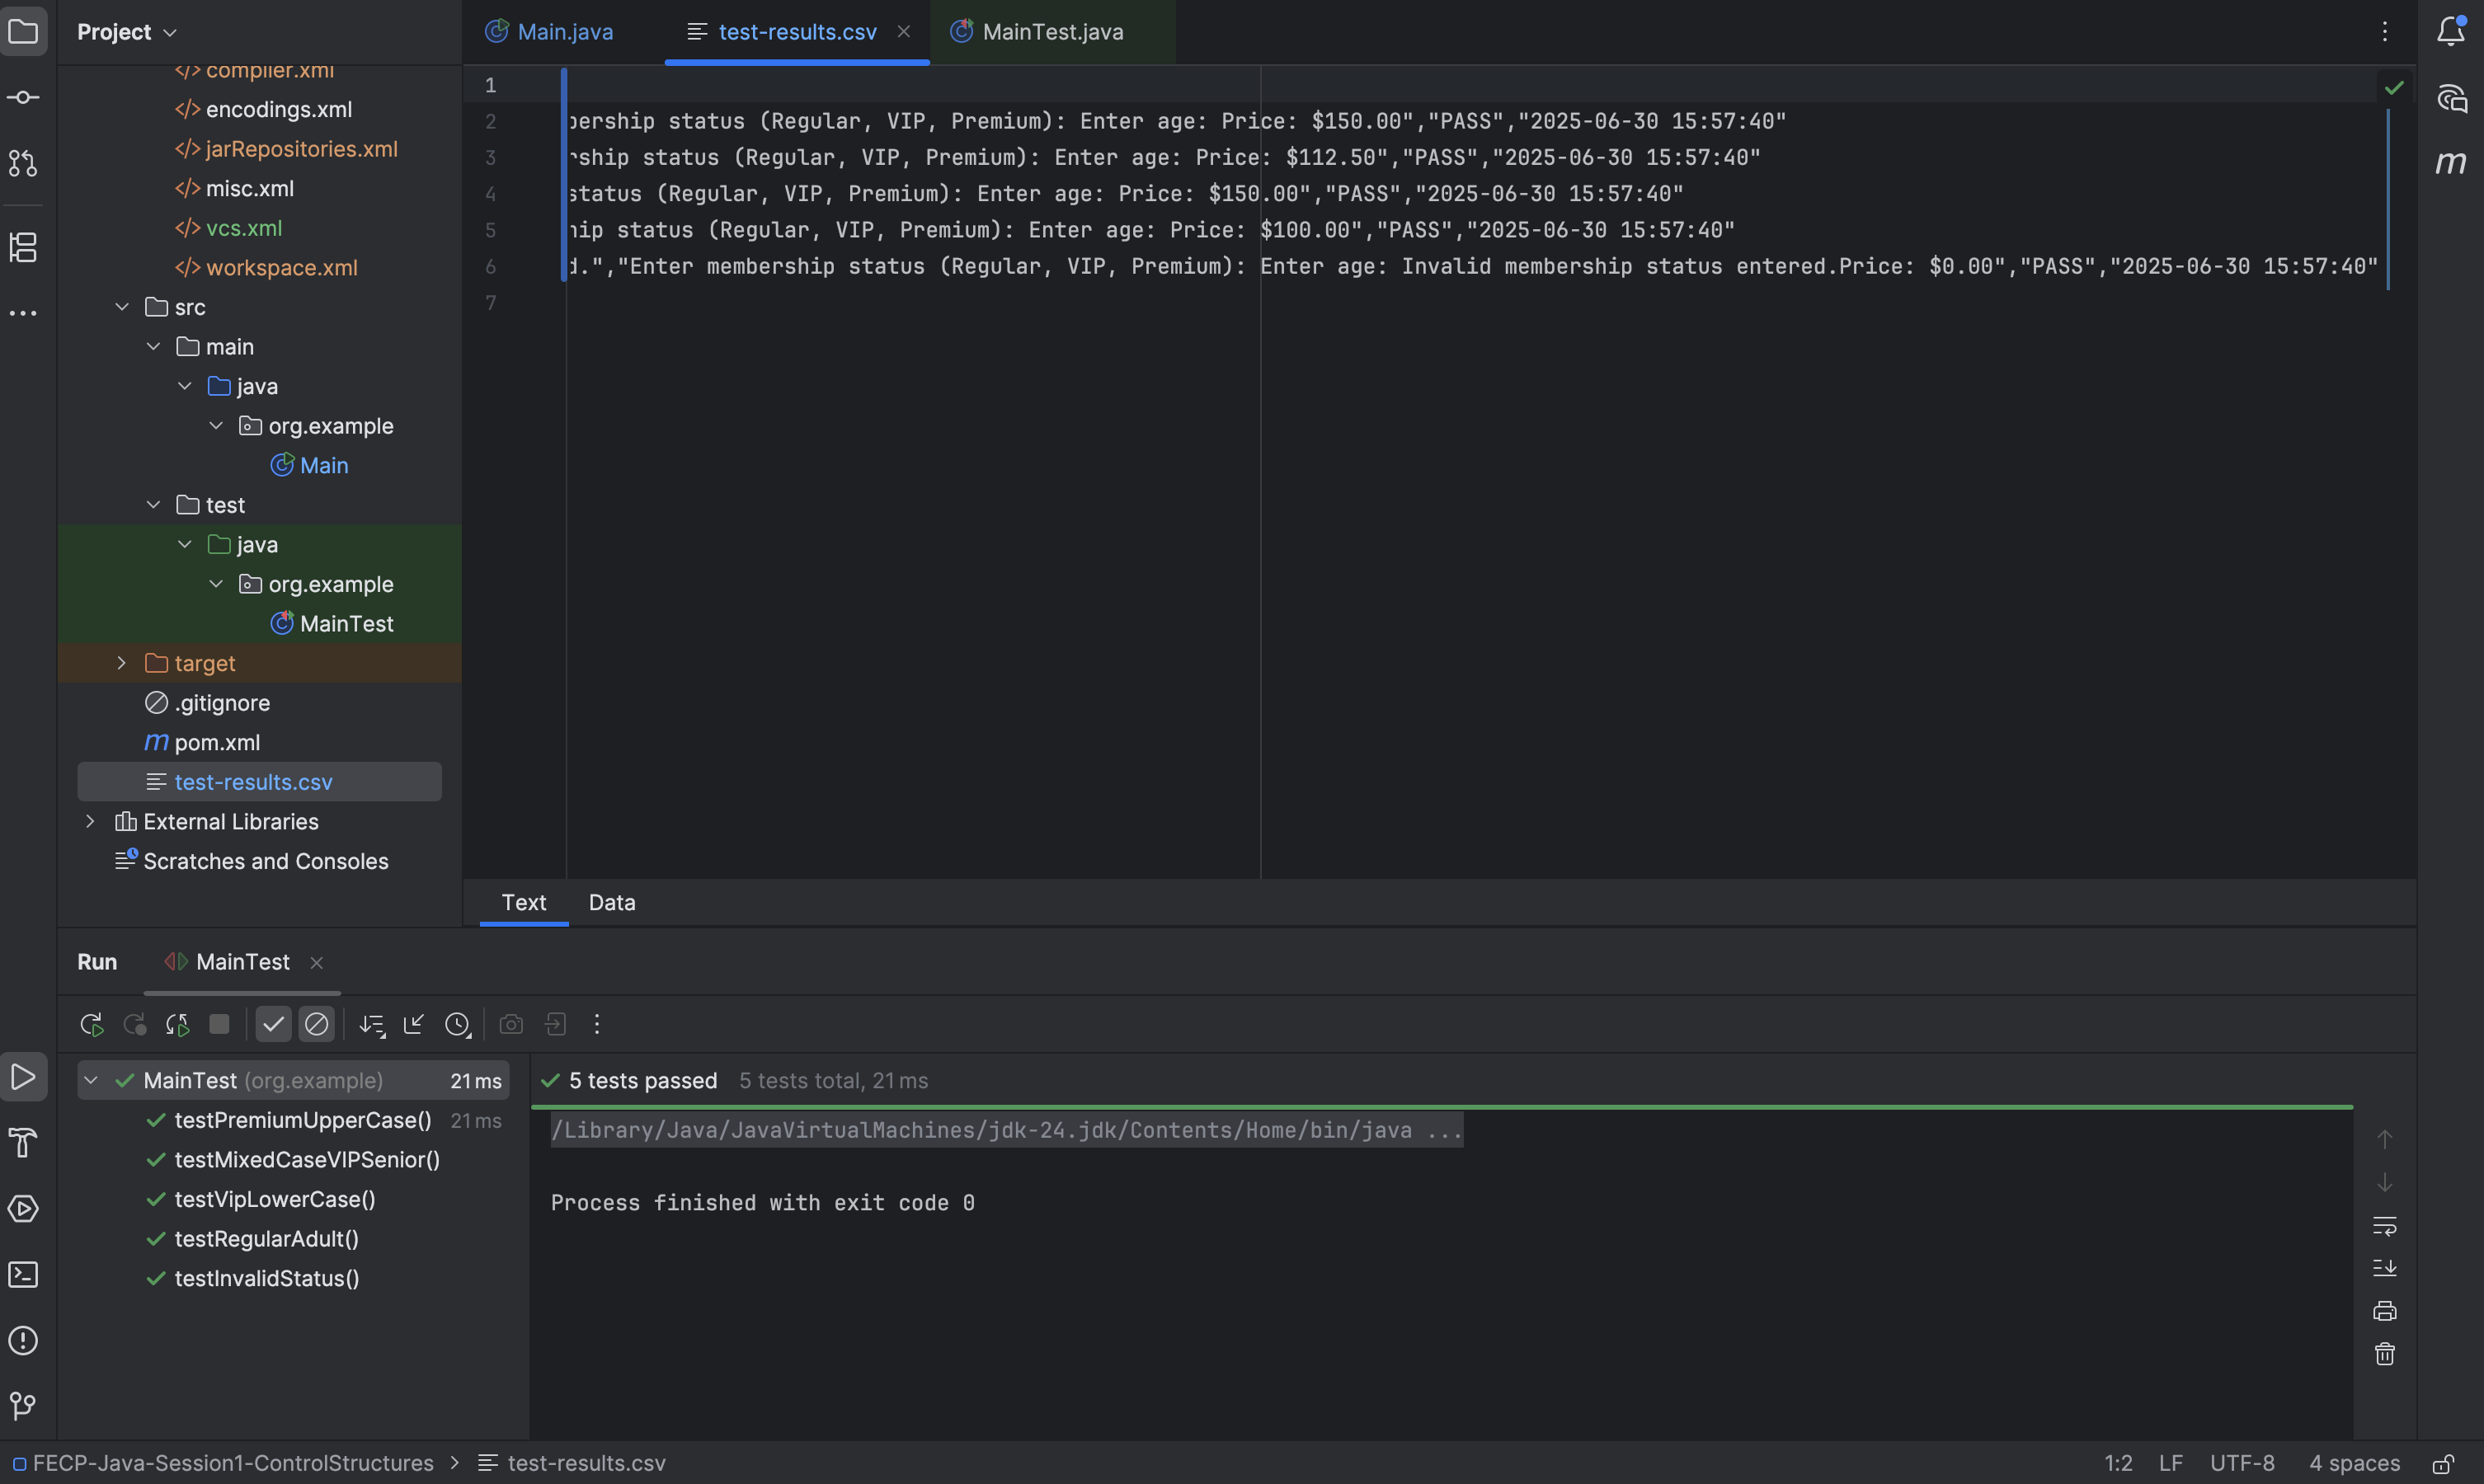 Project
Main.java
test-results.csv
MainTest.java
compiler.xml
encodings.xml
jarRepositories.xml
misc.xml
vcs.xml
workspace.xml
src
main
java
org.example
Main
test
java
org.example
MainTest
target
.gitignore
pom.xml
test-results.csv
External Libraries
Scratches and Consoles
1
2 bership status (Regular, VIP, Premium): Enter age: Price: $150.00","PASS","2025-06-30 15:57:40"
3 rship status (Regular, VIP, Premium): Enter age: Price: $112.50","PASS","2025-06-30 15:57:40"
4 status (Regular, VIP, Premium): Enter age: Price: $150.00","PASS","2025-06-30 15:57:40"
5 hip status (Regular, VIP, Premium): Enter age: Price: $100.00","PASS","2025-06-30 15:57:40"
6 d.","Enter membership status (Regular, VIP, Premium): Enter age: Invalid membership status entered.Price: $0.00","PASS","2025-06-30 15:57:40"
7
Text Data
Run MainTest
MainTest (org.example) 21 ms
testPremiumUpperCase() 21 ms
testMixedCaseVIPSenior()
testVipLowerCase()
testRegularAdult()
testInvalidStatus()
5 tests passed 5 tests total, 21 ms
/Library/Java/JavaVirtualMachines/jdk-24.jdk/Contents/Home/bin/java ...
Process finished with exit code 0
FECP-Java-Session1-ControlStructures > test-results.csv
1:2 LF UTF-8 4 spaces